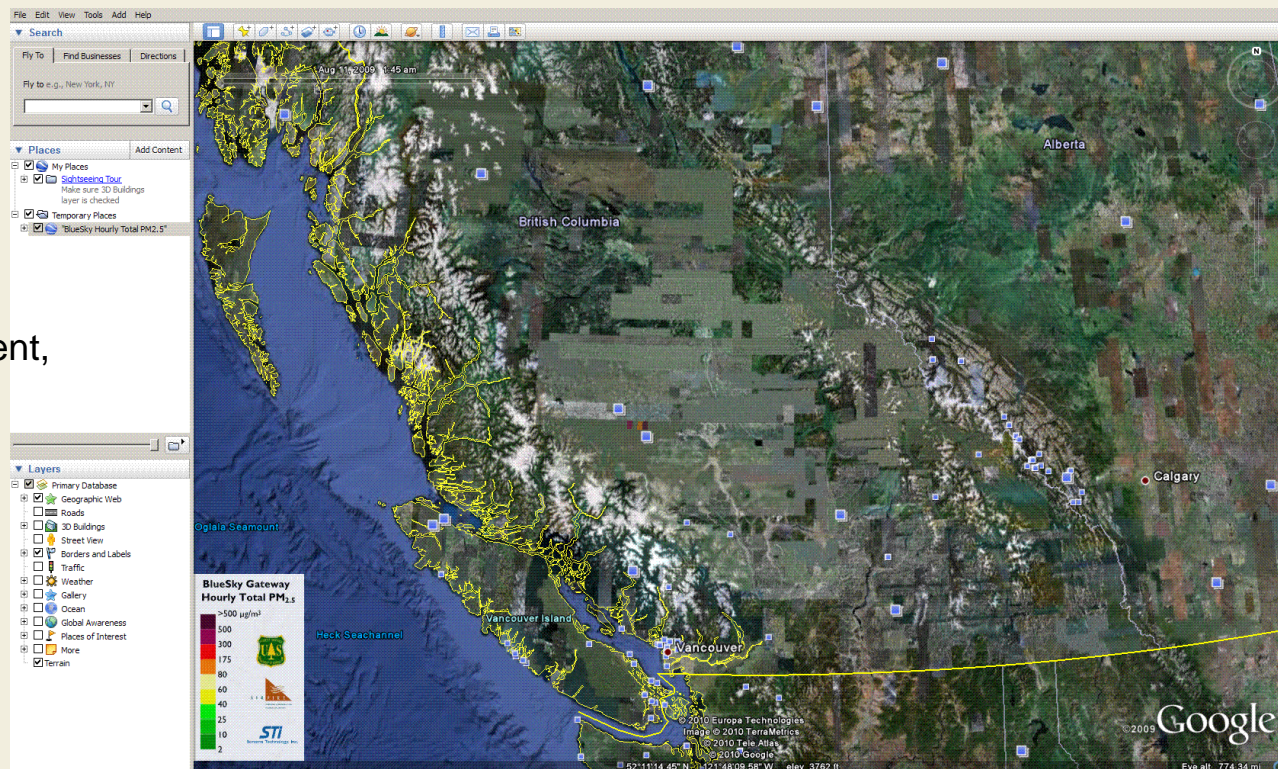 File Edit View Tools Add Help
Search
Fly To Find Businesses Directions
Fly to e.g., New York, NY
Places Add Content
My Places
Sightseeing Tour
Make sure 3D Buildings
layer is checked
Temporary Places
"BlueSky Hourly Total PM2.5"
ent,
Layers
Primary Database
Geographic Web
Roads
3D Buildings
Street View
Borders and Labels
Traffic
Weather
Gallery
Ocean
Global Awareness
Places of Interest
More
Terrain
Aug 11, 2009 1:45 am
N
Alberta
British Columbia
Calgary
Oglala Seamount
Vancouver Island
Heck Seachannel
Vancouver
BlueSky Gateway
Hourly Total PM2.5
>500 µg/m³
500
300
175
80
60
40
25
10
2
STi
© 2010 Europa Technologies
Image © 2010 TerraMetrics
© 2010 Tele Atlas
© 2010 Google
©2009 Google
52°11'14.45" N 121°48'09.58" W elev 3762 ft
Eye alt 774.34 mi